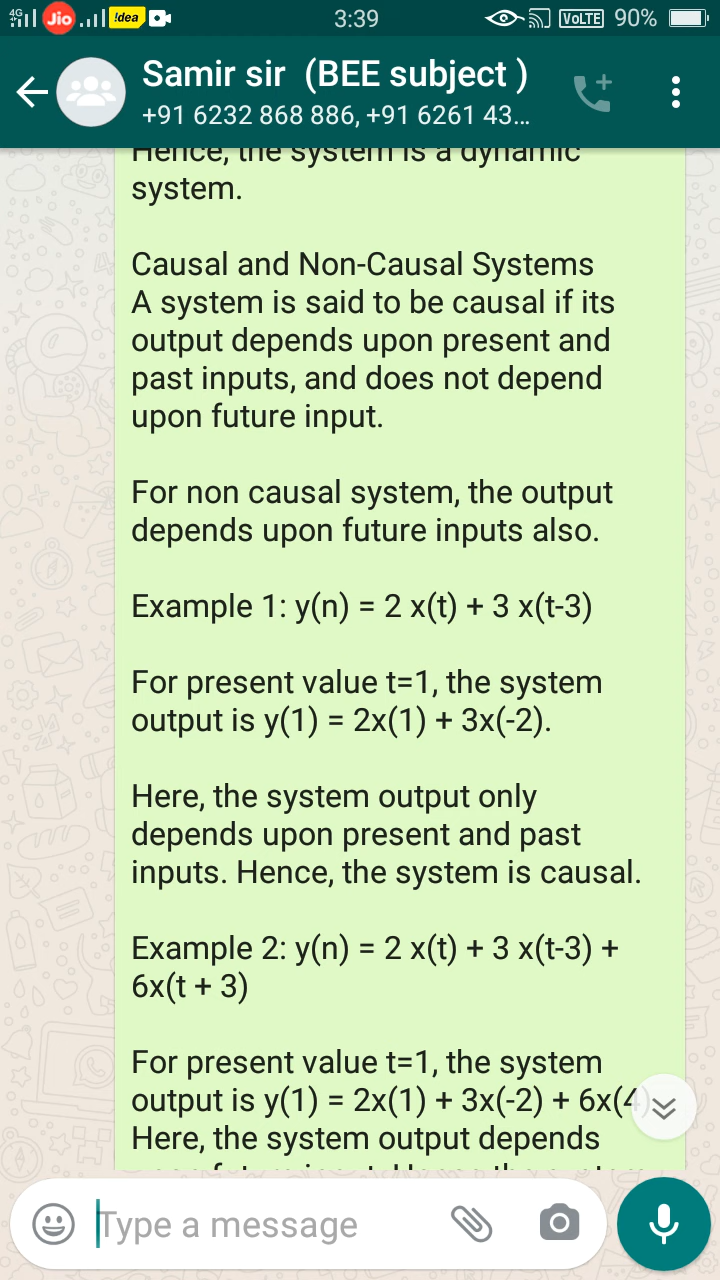 4G Jio !dea 3:39 VoLTE 90%
Samir sir (BEE subject )
+91 6232 868 886, +91 6261 43...
Hence, the system is a dynamic
system.
Causal and Non-Causal Systems
A system is said to be causal if its
output depends upon present and
past inputs, and does not depend
upon future input.
For non causal system, the output
depends upon future inputs also.
Example 1: y(n) = 2 x(t) + 3 x(t-3)
For present value t=1, the system
output is y(1) = 2x(1) + 3x(-2).
Here, the system output only
depends upon present and past
inputs. Hence, the system is causal.
Example 2: y(n) = 2 x(t) + 3 x(t-3) +
6x(t + 3)
For present value t=1, the system
output is y(1) = 2x(1) + 3x(-2) + 6x(4)
Here, the system output depends
Type a message